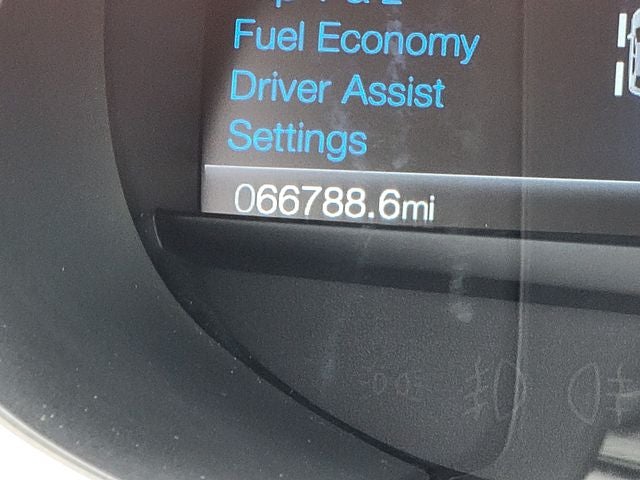 Fuel Economy
Driver Assist
Settings
066788.6mi